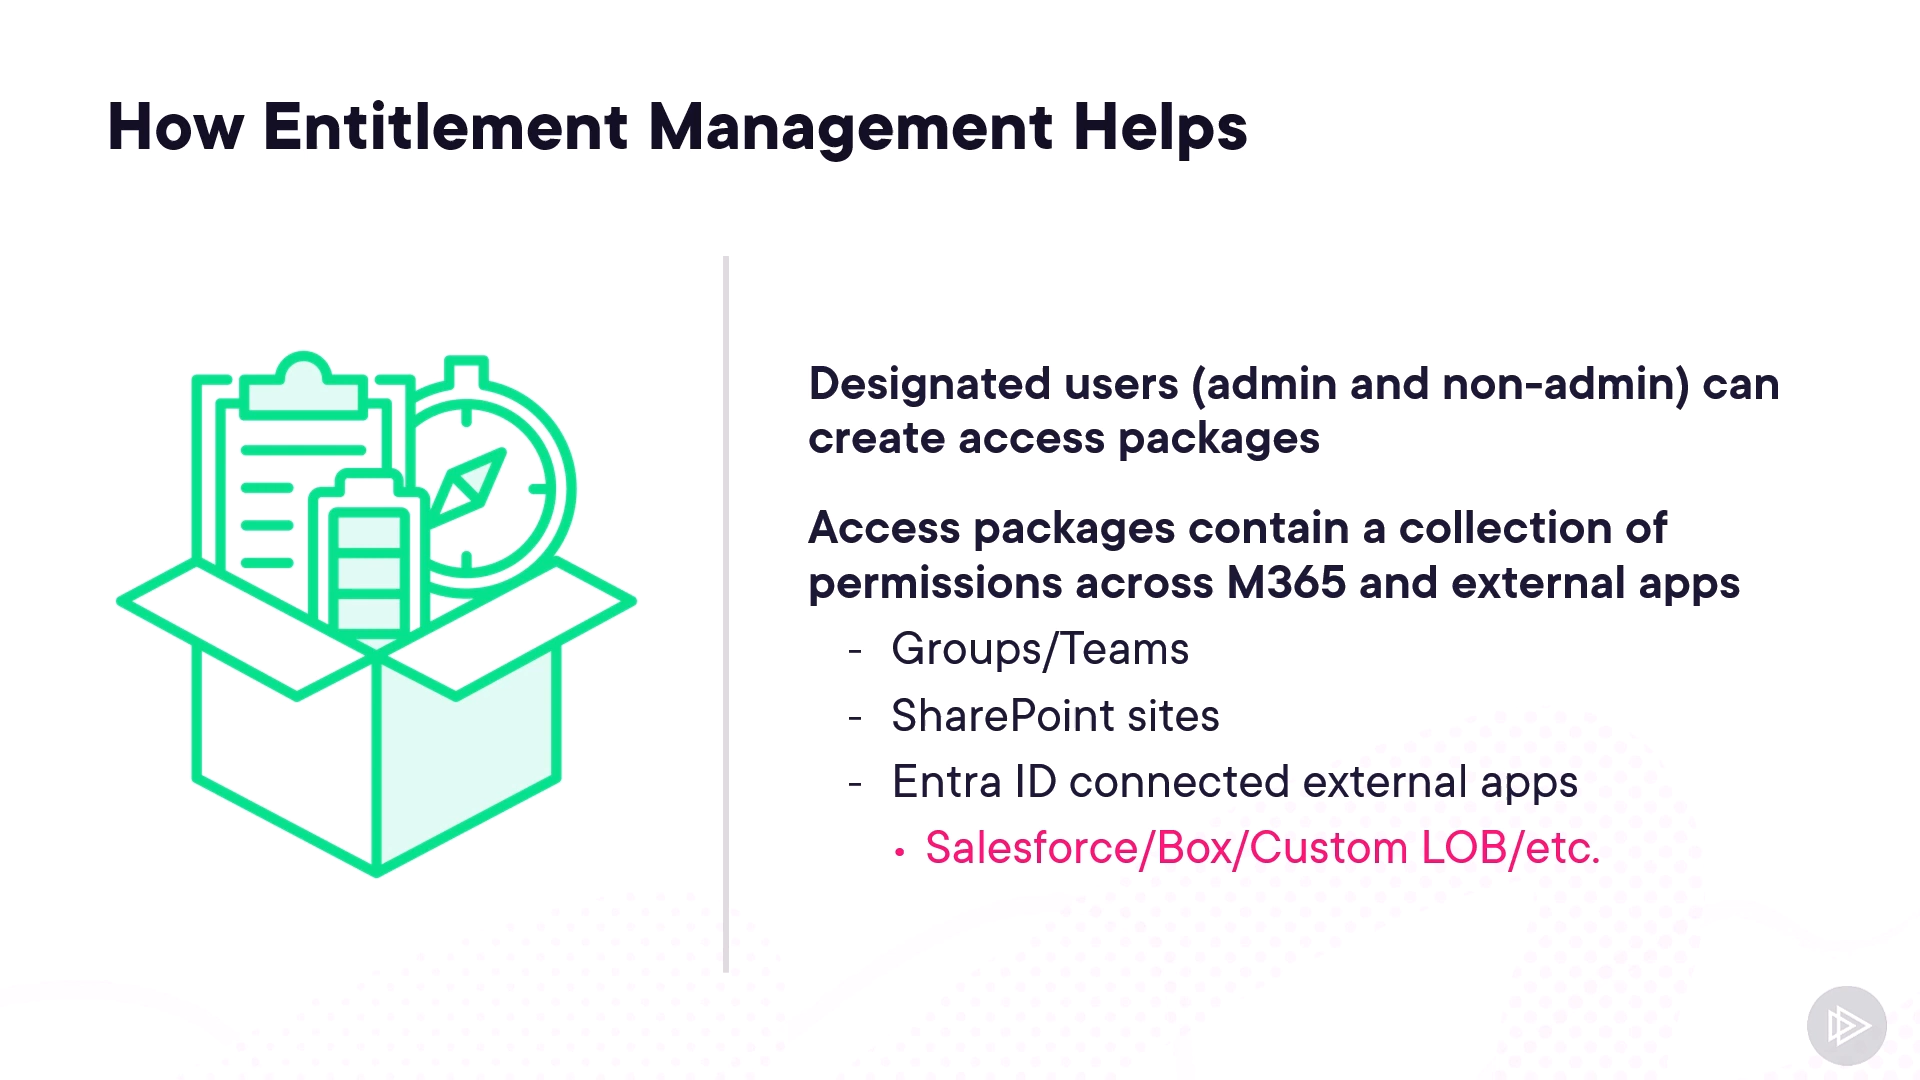 How Entitlement Management Helps
Designated users (admin and non-admin) can
create access packages
Access packages contain a collection of
permissions across M365 and external apps
- Groups/Teams
- SharePoint sites
- Entra ID connected external apps
• Salesforce/Box/Custom LOB/etc.